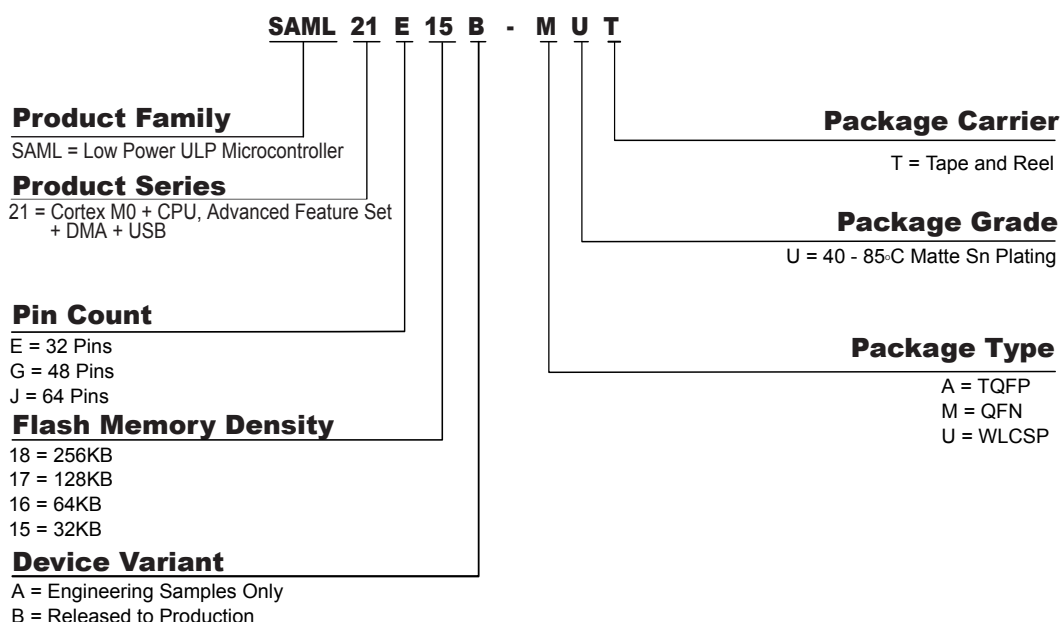 SAML 21 E 15 B - M U T
Product Family
SAML = Low Power ULP Microcontroller
Product Series
21 = Cortex M0 + CPU, Advanced Feature Set
+ DMA + USB
Pin Count
E = 32 Pins
G = 48 Pins
J = 64 Pins
Flash Memory Density
18 = 256KB
17 = 128KB
16 = 64KB
15 = 32KB
Device Variant
A = Engineering Samples Only
B = Released to Production
Package Carrier
T = Tape and Reel
Package Grade
U = 40 - 85◦C Matte Sn Plating
Package Type
A = TQFP
M = QFN
U = WLCSP